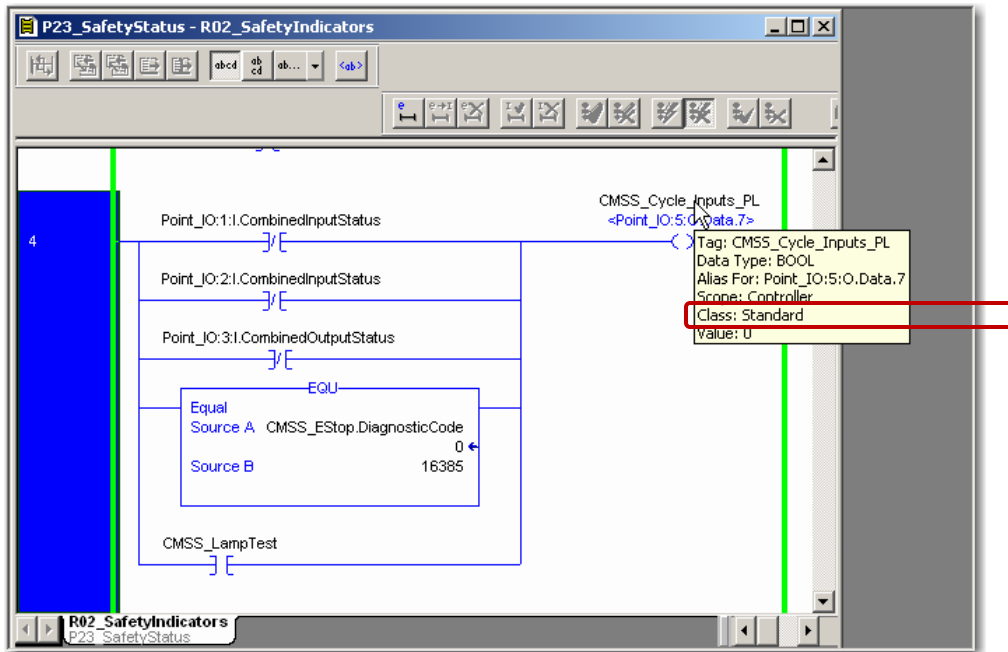 P23_SafetyStatus - R02_SafetyIndicators
abcd ab cd ab... <ab>
e e I e I I
4
CMSS_Cycle_Inputs_PL
<Point_IO:5:O.Data.7>
Point_IO:1:I.CombinedInputStatus
Tag: CMSS_Cycle_Inputs_PL
Data Type: BOOL
Alias For: Point_IO:5:O.Data.7
Scope: Controller
Class: Standard
Value: 0
Point_IO:2:I.CombinedInputStatus
Point_IO:3:I.CombinedOutputStatus
EQU
Equal
Source A CMSS_EStop.DiagnosticCode
0
Source B 16385
CMSS_LampTest
R02_SafetyIndicators
P23_SafetyStatus